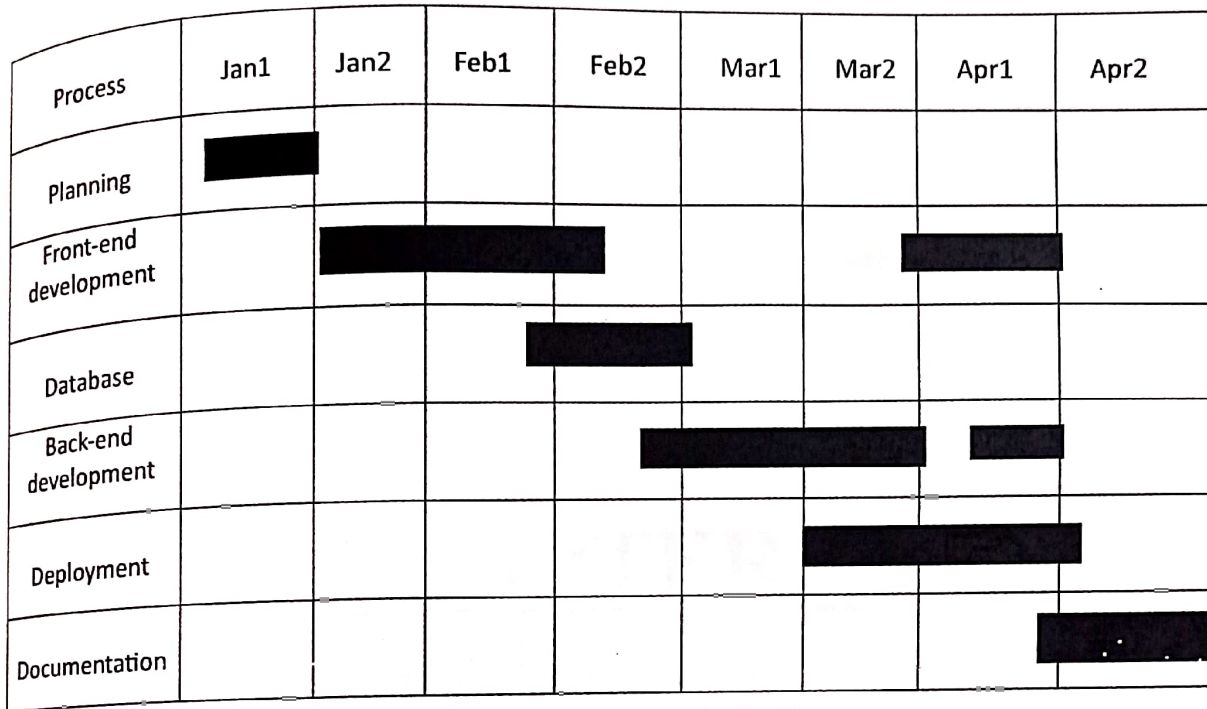 Process Jan1 Jan2 Feb1 Feb2 Mar1 Mar2 Apr1 Apr2
Planning
Front-end
development
Database
Back-end
development
Deployment
Documentation